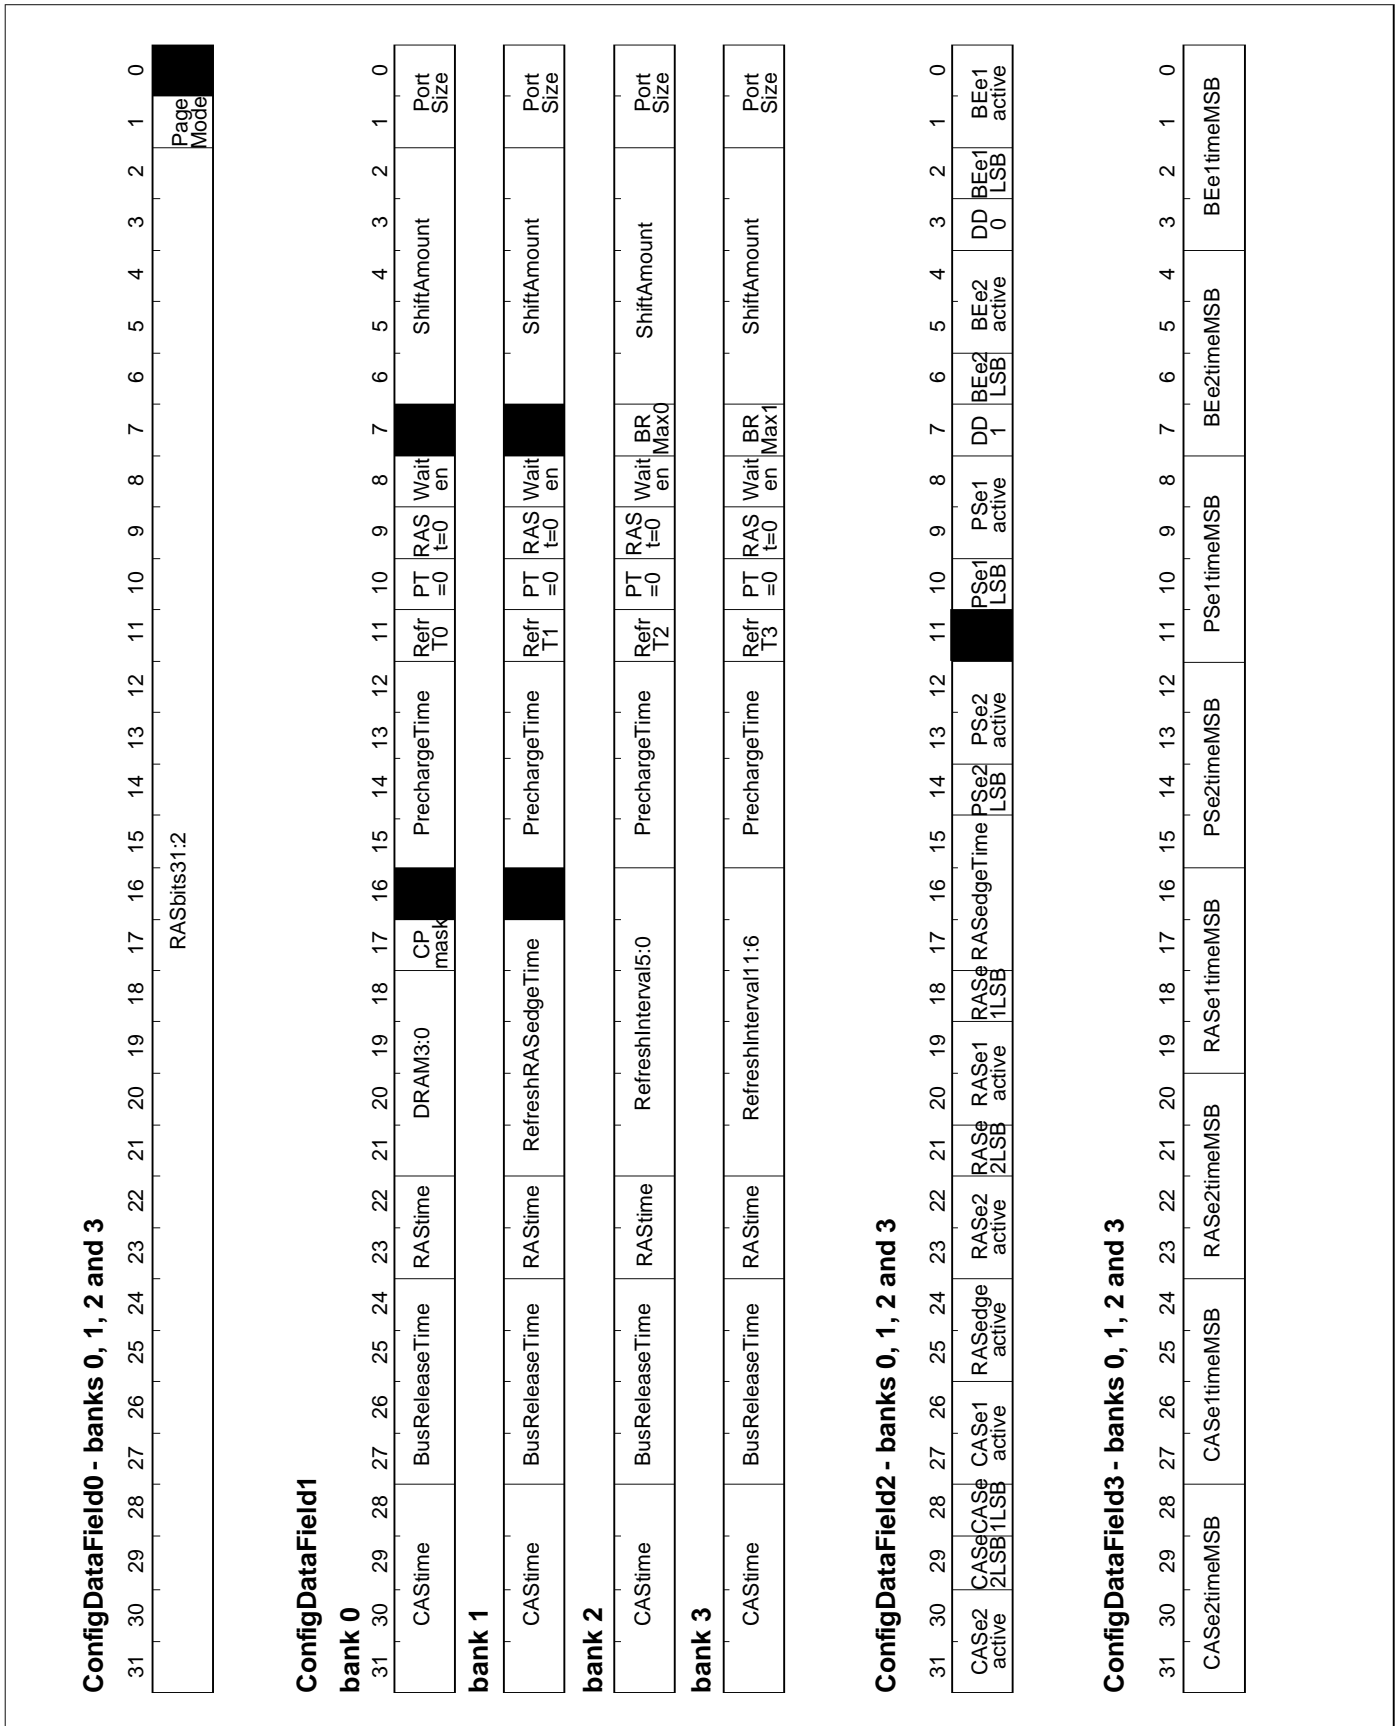 ConfigDataField0 - banks 0, 1, 2 and 3
31 30 29 28 27 26 25 24 23 22 21 20 19 18 17 16 15 14 13 12 11 10 9 8 7 6 5 4 3 2 1 0
RASbits31:2
Page
Mode
ConfigDataField1
bank 0
31 30 29 28 27 26 25 24 23 22 21 20 19 18 17 16 15 14 13 12 11 10 9 8 7 6 5 4 3 2 1 0
CAStime BusReleaseTime RAStime DRAM3:0 CP PrechargeTime Refr PT RAS Wait ShiftAmount Port
mask T0 =0 t=0 en Size
bank 1
CAStime BusReleaseTime RAStime RefreshRASedgeTime PrechargeTime Refr PT RAS Wait ShiftAmount Port
T1 =0 t=0 en Size
bank 2
CAStime BusReleaseTime RAStime RefreshInterval5:0 PrechargeTime Refr PT RAS Wait BR ShiftAmount Port
T2 =0 t=0 en Max0 Size
bank 3
CAStime BusReleaseTime RAStime RefreshInterval11:6 PrechargeTime Refr PT RAS Wait BR ShiftAmount Port
T3 =0 t=0 en Max1 Size
ConfigDataField2 - banks 0, 1, 2 and 3
31 30 29 28 27 26 25 24 23 22 21 20 19 18 17 16 15 14 13 12 11 10 9 8 7 6 5 4 3 2 1 0
CASe2 CASe CASe CASe1 RASedge RASe2 RASe RASe1 RASe RASedgeTime PSe2 PSe2 PSe1 PSe1 DD BEe2 BEe2 DD BEe1 BEe1
active 2LSB 1LSB active active active 2LSB active 1LSB LSB active LSB active 1 LSB active 0 LSB active
ConfigDataField3 - banks 0, 1, 2 and 3
31 30 29 28 27 26 25 24 23 22 21 20 19 18 17 16 15 14 13 12 11 10 9 8 7 6 5 4 3 2 1 0
CASe2timeMSB CASe1timeMSB RASe2timeMSB RASe1timeMSB PSe2timeMSB PSe1timeMSB BEe2timeMSB BEe1timeMSB